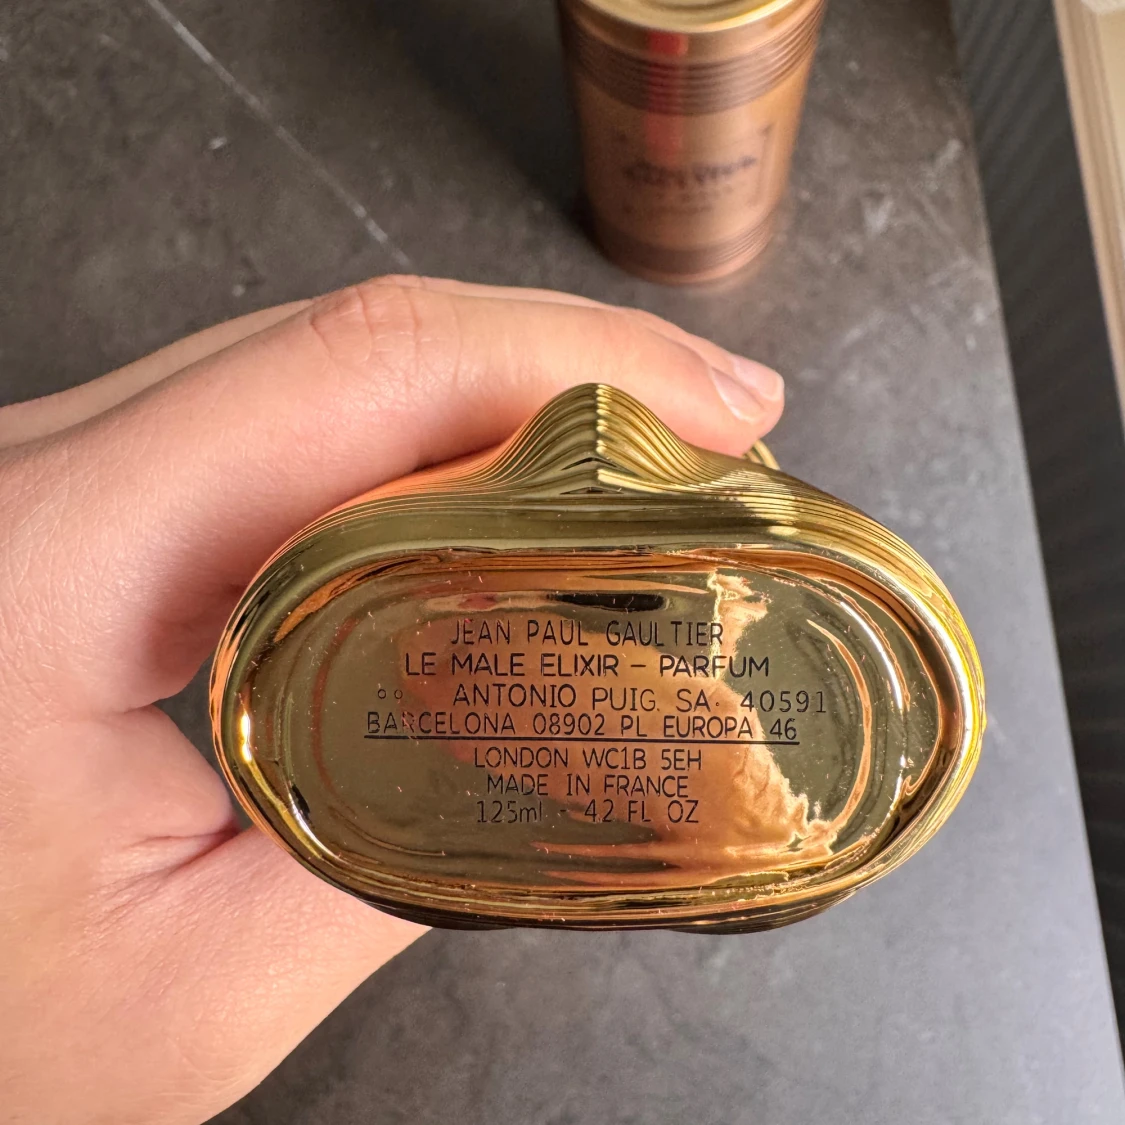 JEAN PAUL GAULTIER
LE MALE ELIXIR – PARFUM
ANTONIO PUIG. SA. 40591
BARCELONA 08902 PL EUROPA 46
LONDON WC1B 5EH
MADE IN FRANCE
125ml - 4.2 FL OZ